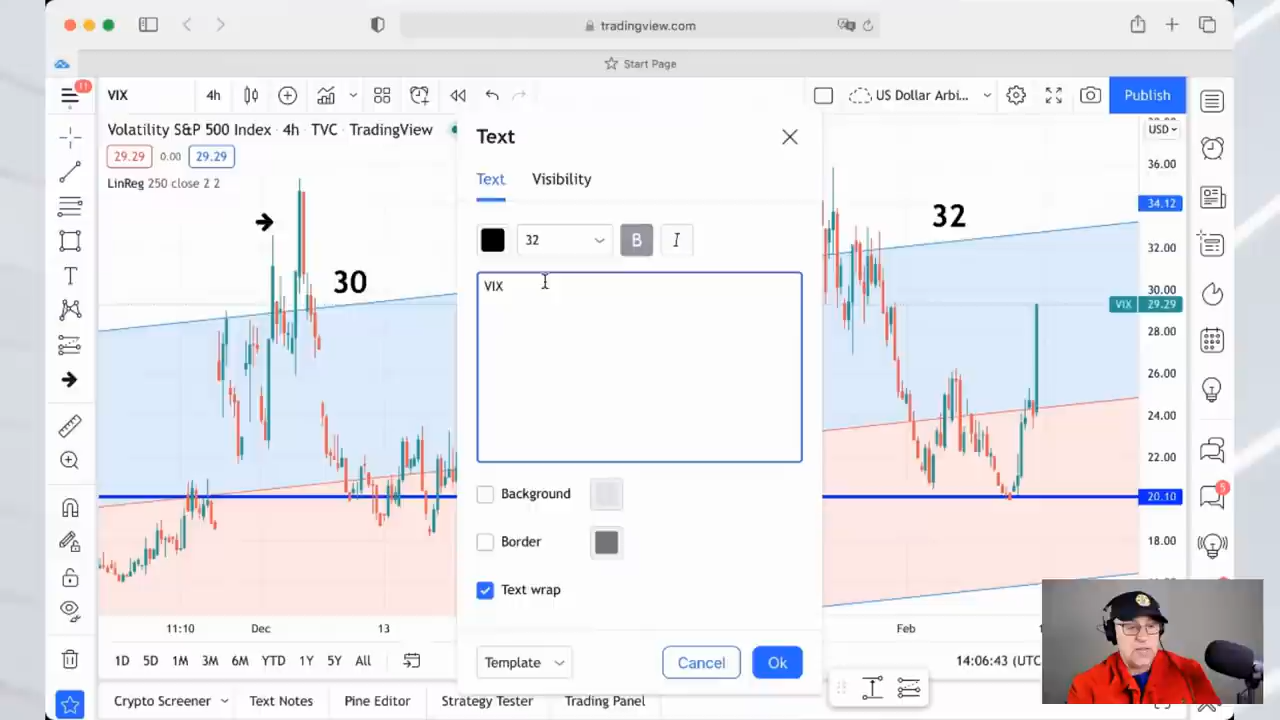 tradingview.com
Start Page
11
VIX
4h
US Dollar Arbi...
Publish
Volatility S&P 500 Index · 4h · TVC · TradingView
29.29 0.00 29.29
LinReg 250 close 2 2
30
Text
Text Visibility
32
B I
VIX
Background
Border
Text wrap
Template
Cancel
Ok
32
USD
36.00
34.12
32.00
30.00
VIX 29.29
28.00
26.00
24.00
22.00
20.10
18.00
5
11:10 Dec 13 Feb
1D 5D 1M 3M 6M YTD 1Y 5Y All
14:06:43 (UTC
Crypto Screener Text Notes Pine Editor Strategy Tester Trading Panel